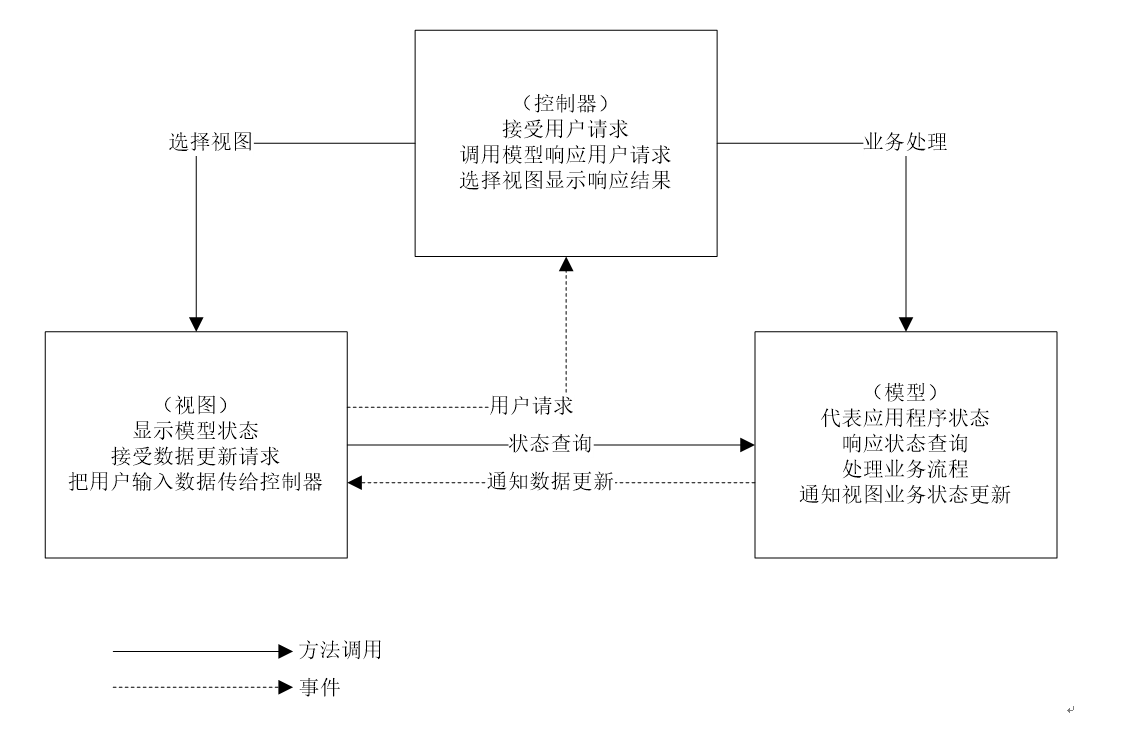 （控制器）
接受用户请求
调用模型响应用户请求
选择视图显示响应结果
选择视图
业务处理
（视图）
显示模型状态
接受数据更新请求
把用户输入数据传给控制器
用户请求
状态查询
通知数据更新
（模型）
代表应用程序状态
响应状态查询
处理业务流程
通知视图业务状态更新
方法调用
事件